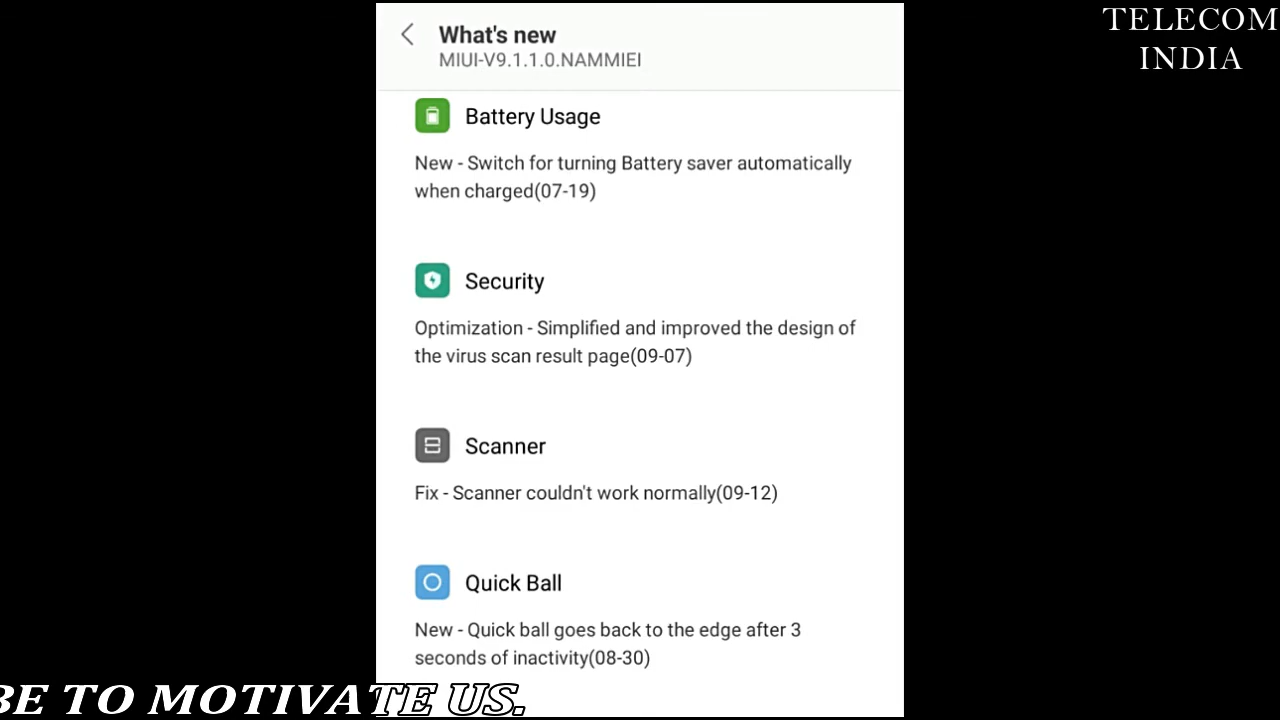 What's new
MIUI-V9.1.1.0.NAMMIEI
TELECOM
INDIA
Battery Usage
New - Switch for turning Battery saver automatically
when charged(07-19)
Security
Optimization - Simplified and improved the design of
the virus scan result page(09-07)
Scanner
Fix - Scanner couldn't work normally(09-12)
Quick Ball
New - Quick ball goes back to the edge after 3
seconds of inactivity(08-30)
BE TO MOTIVATE US.